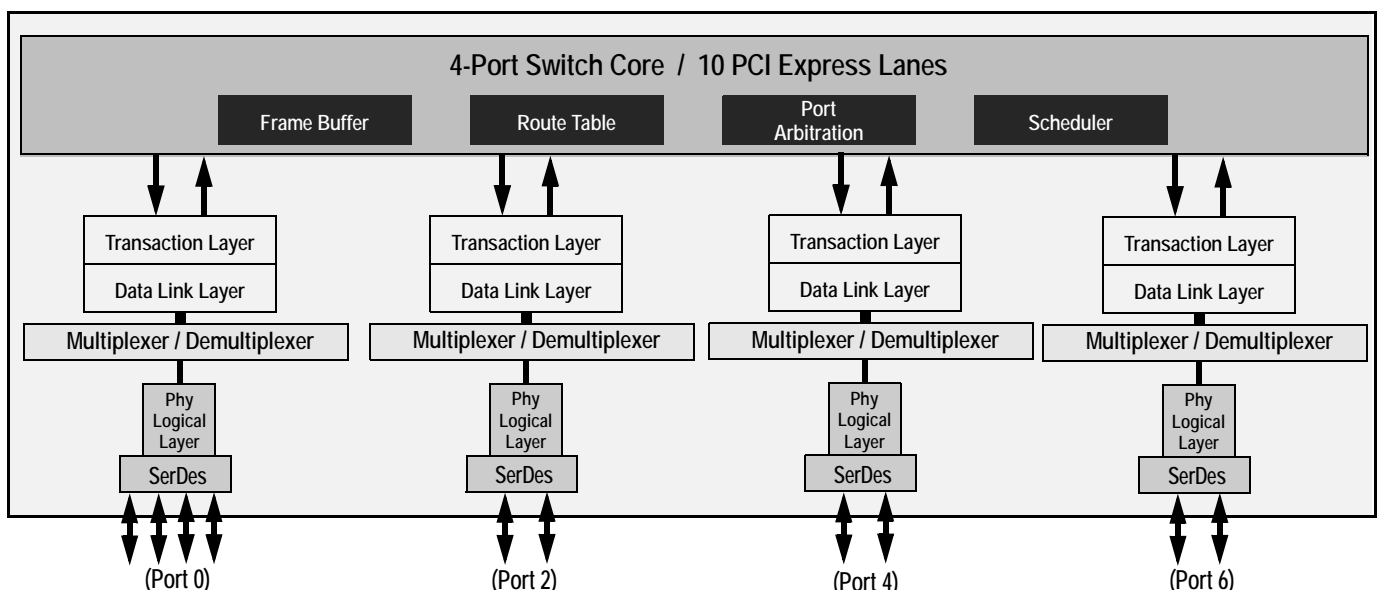 4-Port Switch Core / 10 PCI Express Lanes
Frame Buffer
Route Table
Port
Arbitration
Scheduler
Transaction Layer
Data Link Layer
Multiplexer / Demultiplexer
Phy
Logical
Layer
SerDes
(Port 0)
Transaction Layer
Data Link Layer
Multiplexer / Demultiplexer
Phy
Logical
Layer
SerDes
(Port 2)
Transaction Layer
Data Link Layer
Multiplexer / Demultiplexer
Phy
Logical
Layer
SerDes
(Port 4)
Transaction Layer
Data Link Layer
Multiplexer / Demultiplexer
Phy
Logical
Layer
SerDes
(Port 6)